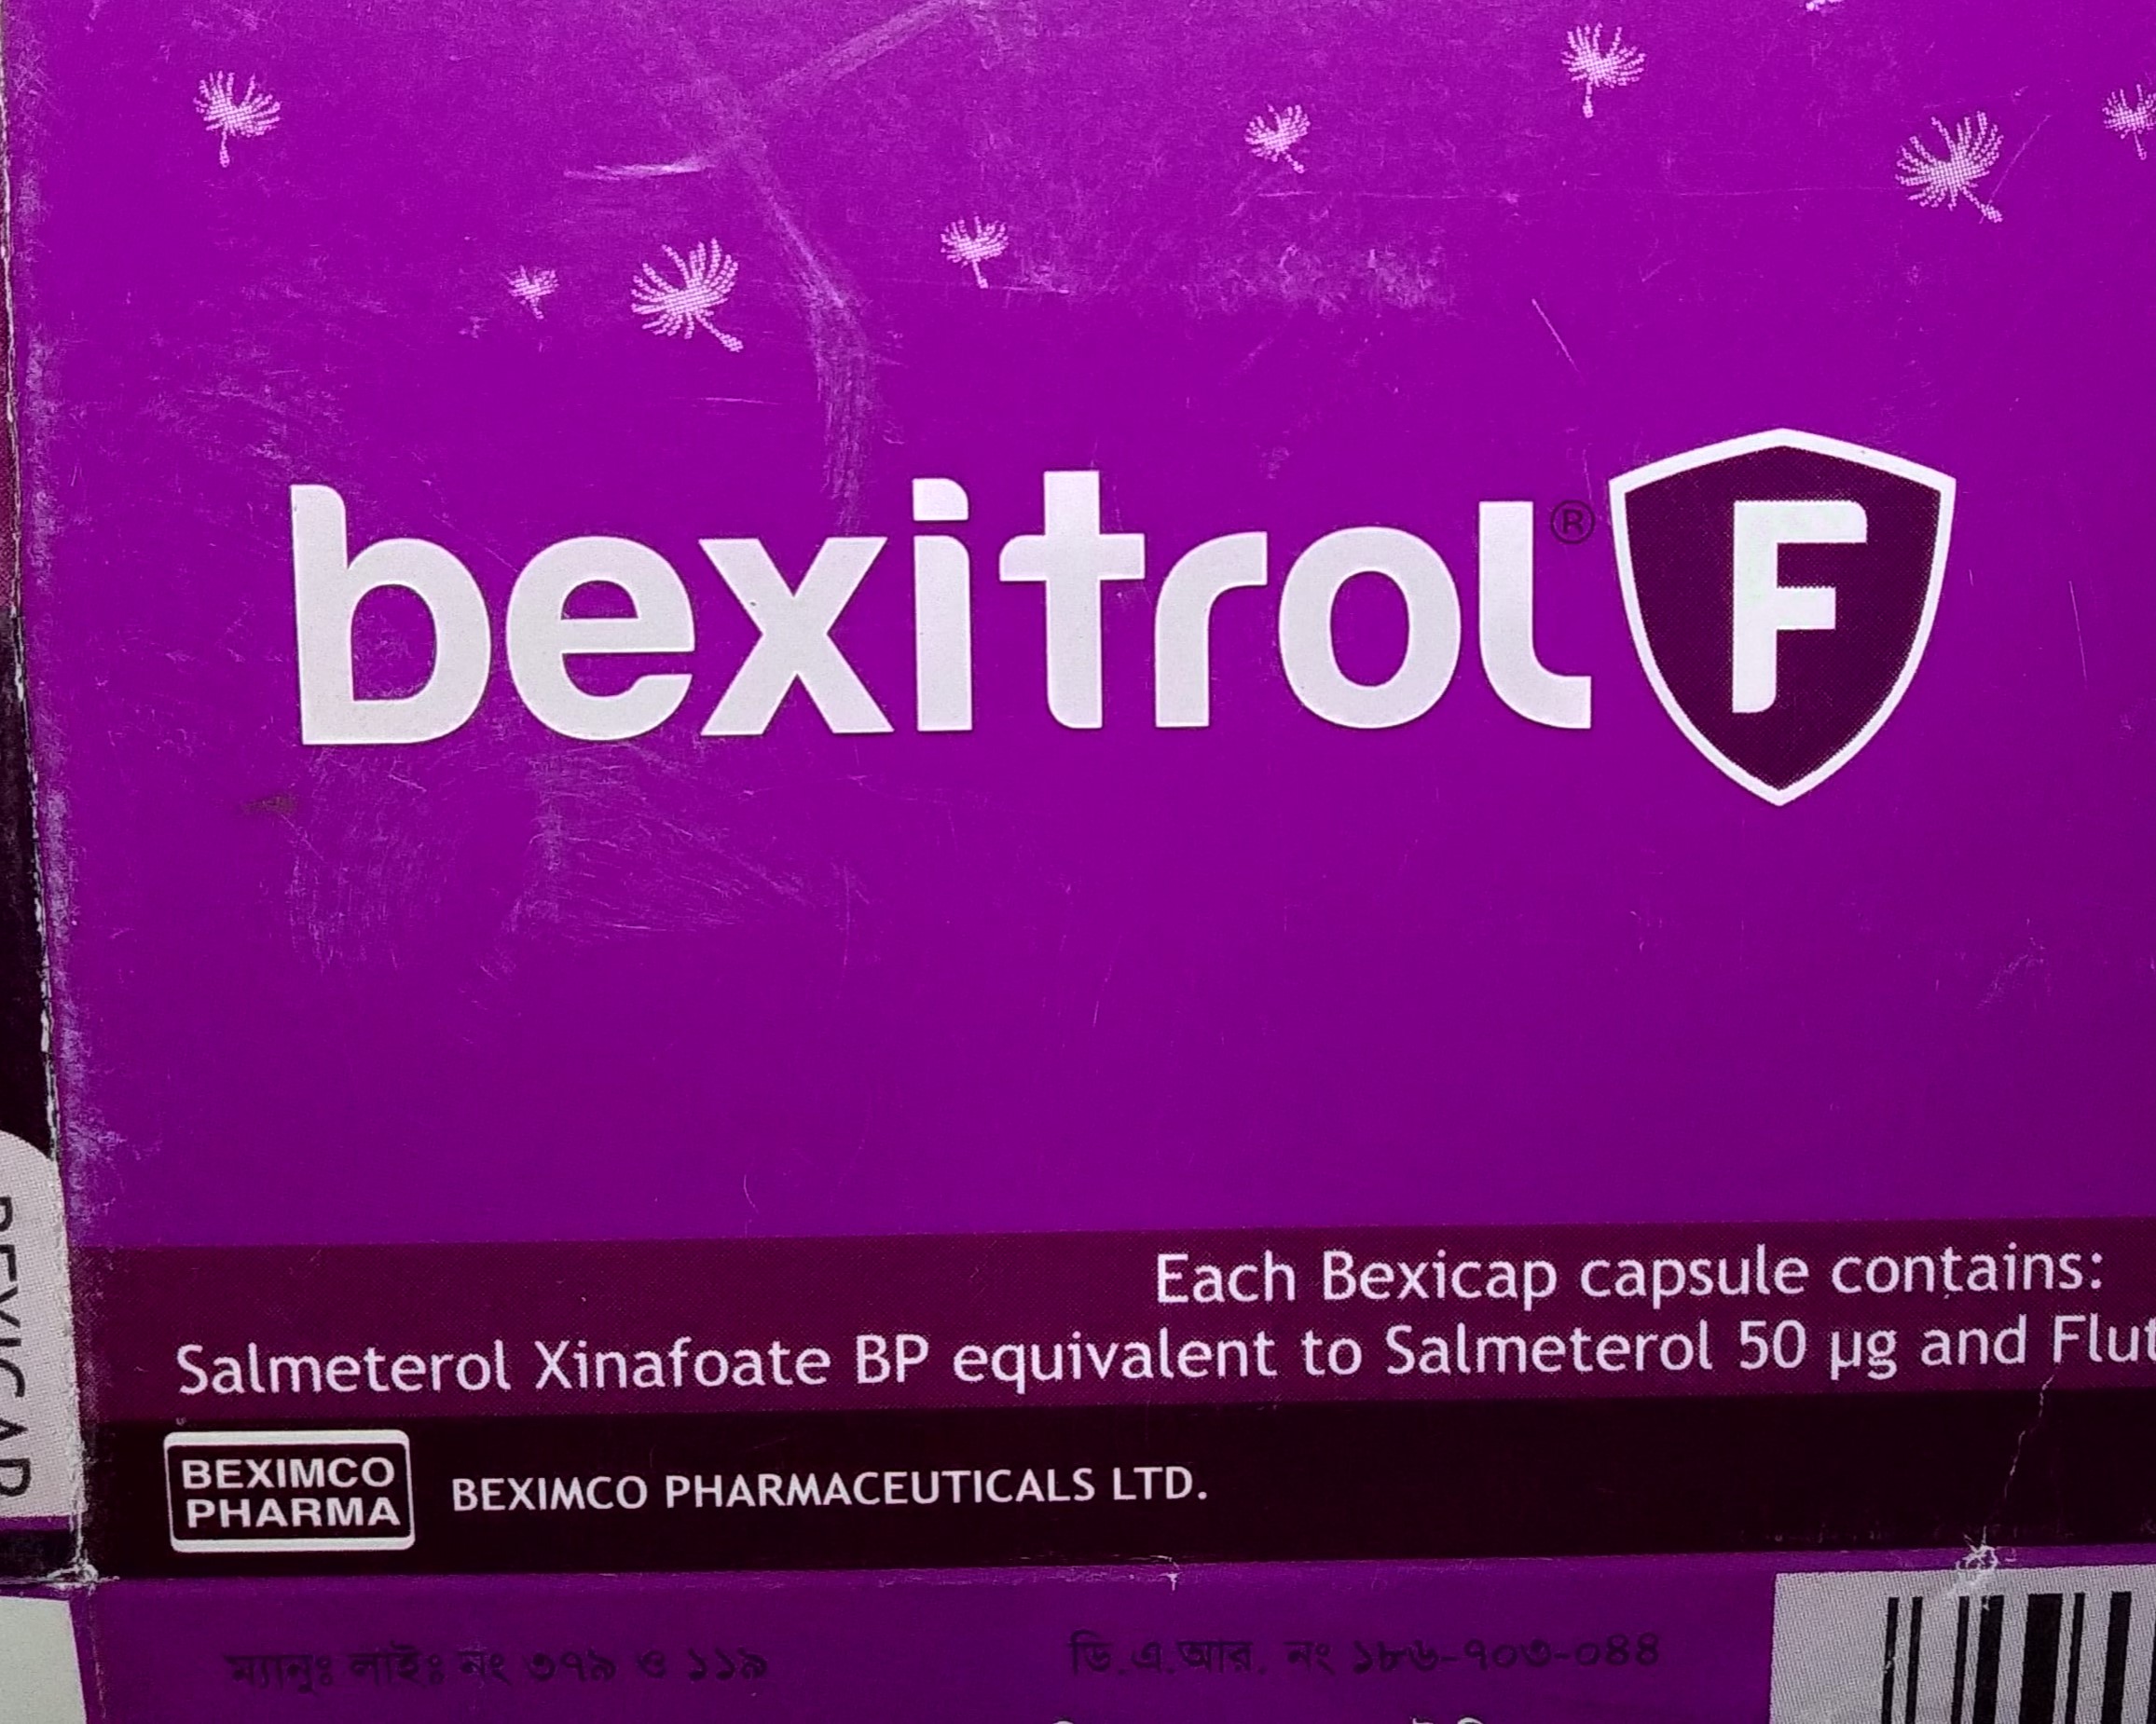 bexitrol® F
Each Bexicap capsule contains:
Salmeterol Xinafoate BP equivalent to Salmeterol 50 µg and Flut
BEXIMCO
PHARMA
BEXIMCO PHARMACEUTICALS LTD.
BEXICAP
ম্যানুঃ লাইঃ নং ৩৭৯ ও ১১৯
ডি.এ.আর. নং ১৮৬-৭০৩-০৪৪